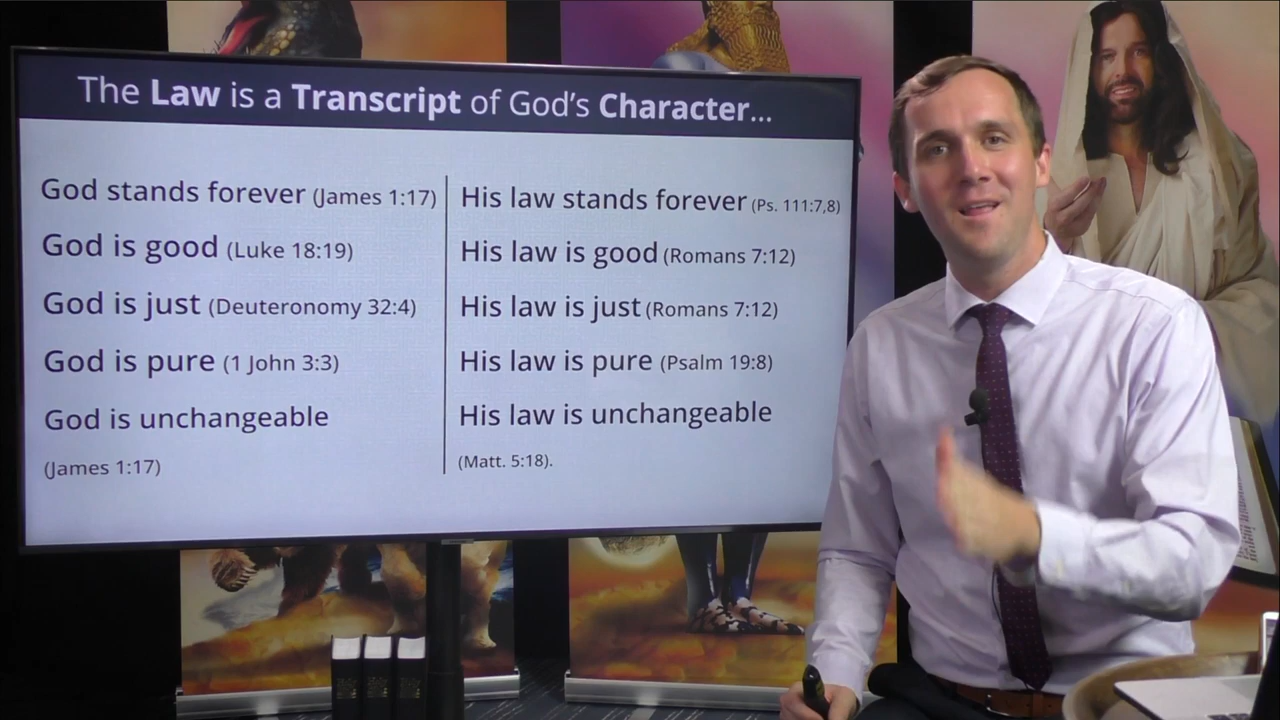 The Law is a Transcript of God's Character...
God stands forever (James 1:17)
God is good (Luke 18:19)
God is just (Deuteronomy 32:4)
God is pure (1 John 3:3)
God is unchangeable
(James 1:17)
His law stands forever (Ps. 111:7,8)
His law is good (Romans 7:12)
His law is just (Romans 7:12)
His law is pure (Psalm 19:8)
His law is unchangeable
(Matt. 5:18).